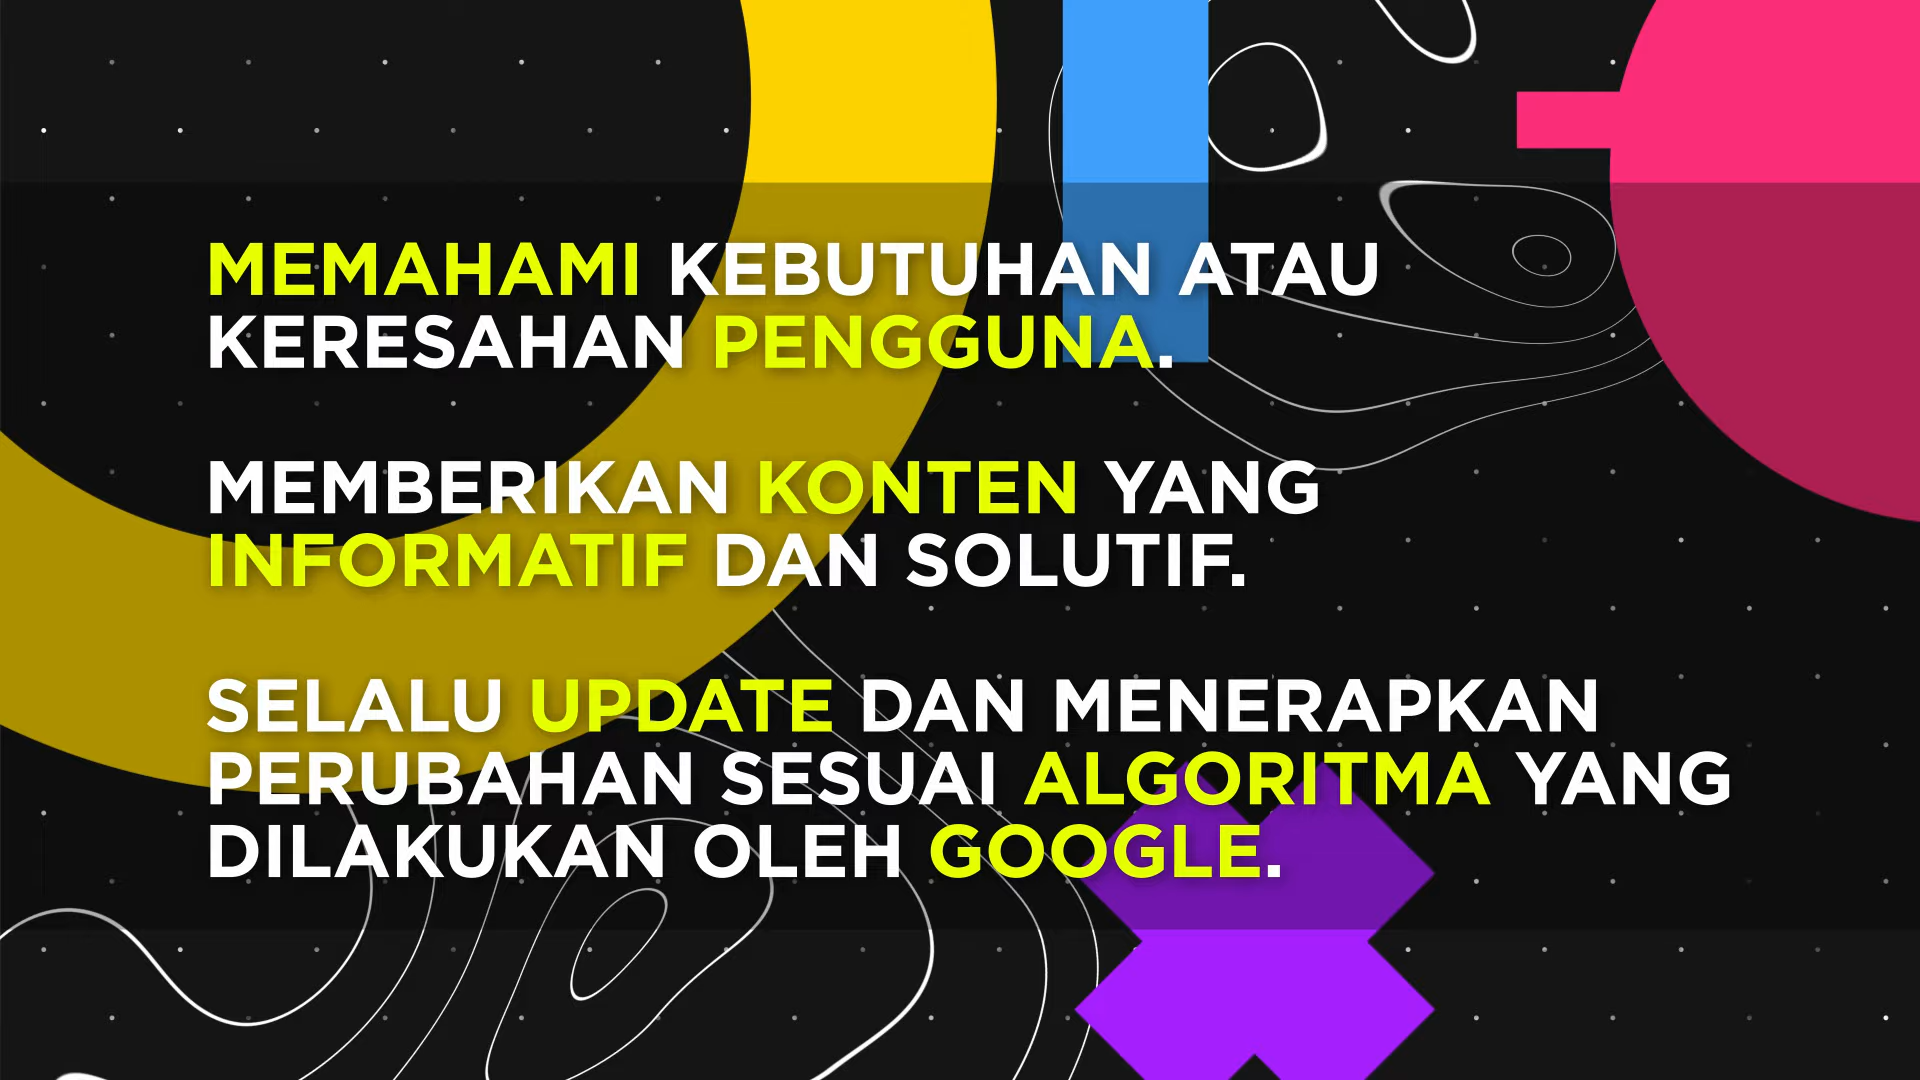 MEMAHAMI KEBUTUHAN ATAU
KERESAHAN PENGGUNA.
MEMBERIKAN KONTEN YANG
INFORMATIF DAN SOLUTIF.
SELALU UPDATE DAN MENERAPKAN
PERUBAHAN SESUAI ALGORITMA YANG
DILAKUKAN OLEH GOOGLE.